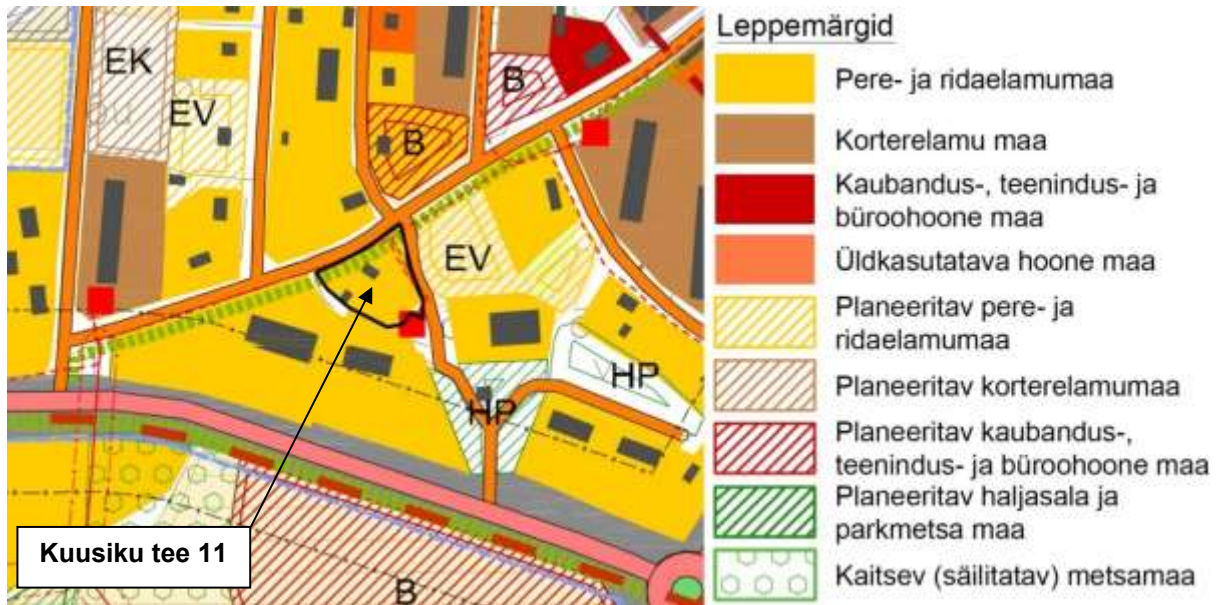 EK
EV
B
B
EV
HP
HP
B
Kuusiku tee 11
Leppemärgid
Pere- ja ridaelamumaa
Korterelamu maa
Kaubandus-, teenindus- ja
büroohoone maa
Üldkasutatava hoone maa
Planeeritav pere- ja
ridaelamumaa
Planeeritav korterelamumaa
Planeeritav kaubandus-,
teenindus- ja büroohoone maa
Planeeritav haljasala ja
parkmetsa maa
Kaitsev (säilitatav) metsamaa